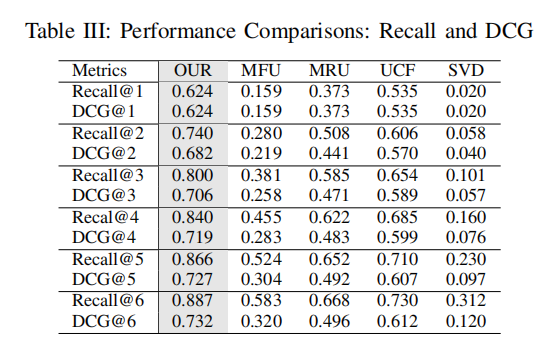 Table III: Performance Comparisons: Recall and DCG
Metrics OUR MFU MRU UCF SVD
Recall@1 0.624 0.159 0.373 0.535 0.020
DCG@1 0.624 0.159 0.373 0.535 0.020
Recall@2 0.740 0.280 0.508 0.606 0.058
DCG@2 0.682 0.219 0.441 0.570 0.040
Recall@3 0.800 0.381 0.585 0.654 0.101
DCG@3 0.706 0.258 0.471 0.589 0.057
Recal@4 0.840 0.455 0.622 0.685 0.160
DCG@4 0.719 0.283 0.483 0.599 0.076
Recall@5 0.866 0.524 0.652 0.710 0.230
DCG@5 0.727 0.304 0.492 0.607 0.097
Recall@6 0.887 0.583 0.668 0.730 0.312
DCG@6 0.732 0.320 0.496 0.612 0.120